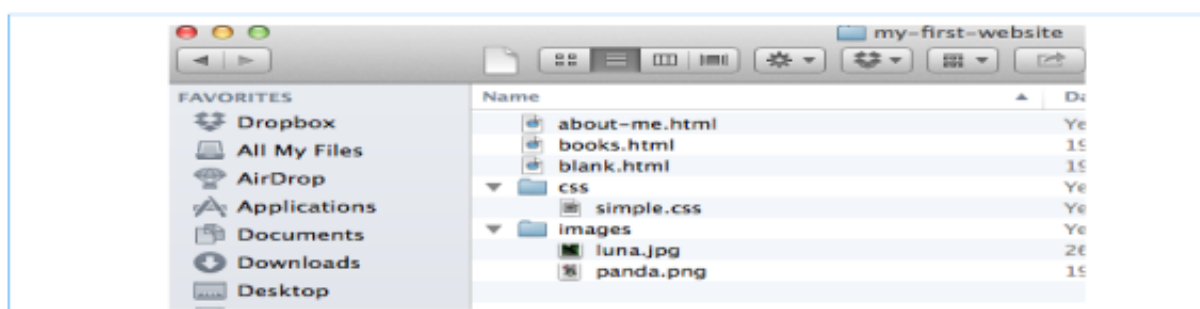 my-first-website
FAVORITES
Dropbox
All My Files
AirDrop
Applications
Documents
Downloads
Desktop
Name
about-me.html
books.html
blank.html
css
simple.css
images
luna.jpg
panda.png